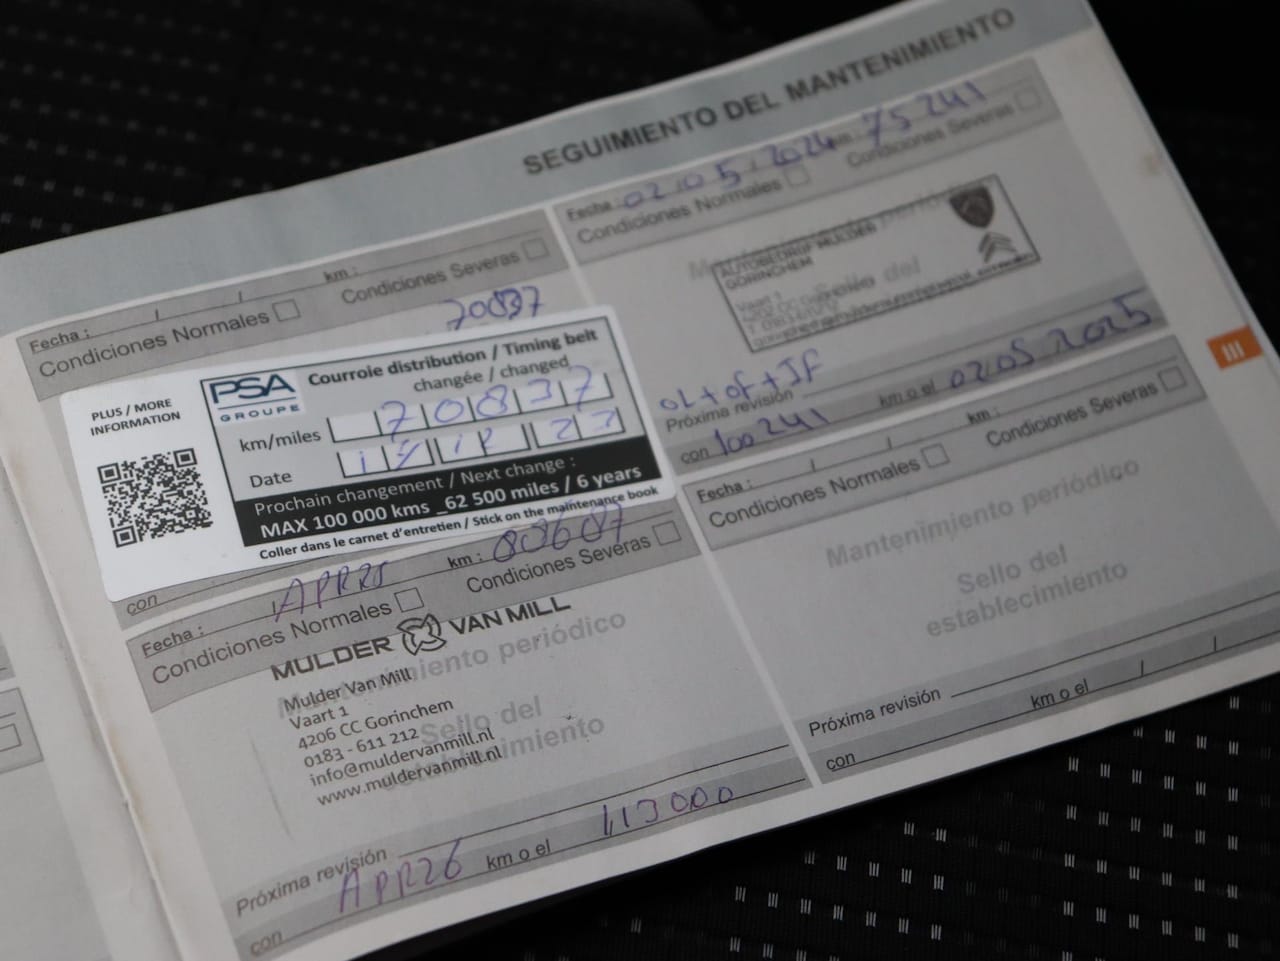 SEGUIMIENTO DEL MANTENIMIENTO
Fecha : / / km :
Condiciones Normales Condiciones Severas
70837
PLUS / MORE
INFORMATION
PSA
GROUPE
Courroie distribution / Timing belt
changée / changed
km/miles 70837
Date
Prochain changement / Next change :
MAX 100 000 kms _62 500 miles / 6 years
Coller dans le carnet d'entretien / Stick on the maintenance book
con
Fecha : APR25 km : 88687
Condiciones Normales Condiciones Severas
MULDER VAN MILL
Mantenimiento periódico
Mulder Van Mill
Vaart 1
4206 CC Gorinchem
0183 - 611 212
info@muldervanmill.nl
www.muldervanmill.nl
Sello del
establecimiento
Próxima revisión
con APR26 km o el 113000
Fecha : 02.05.2024 km : 75241
Condiciones Normales Condiciones Severas
Mantenimiento periódico
AUTOBEDRIJF MULDER
GORINCHEM
Vaart 1
Sello del
OL + OF + IF
Próxima revisión
con 100241 km o el 02.05.2025
III
Fecha : / / km :
Condiciones Normales Condiciones Severas
Mantenimiento periódico
Sello del
establecimiento
Próxima revisión
con km o el / /